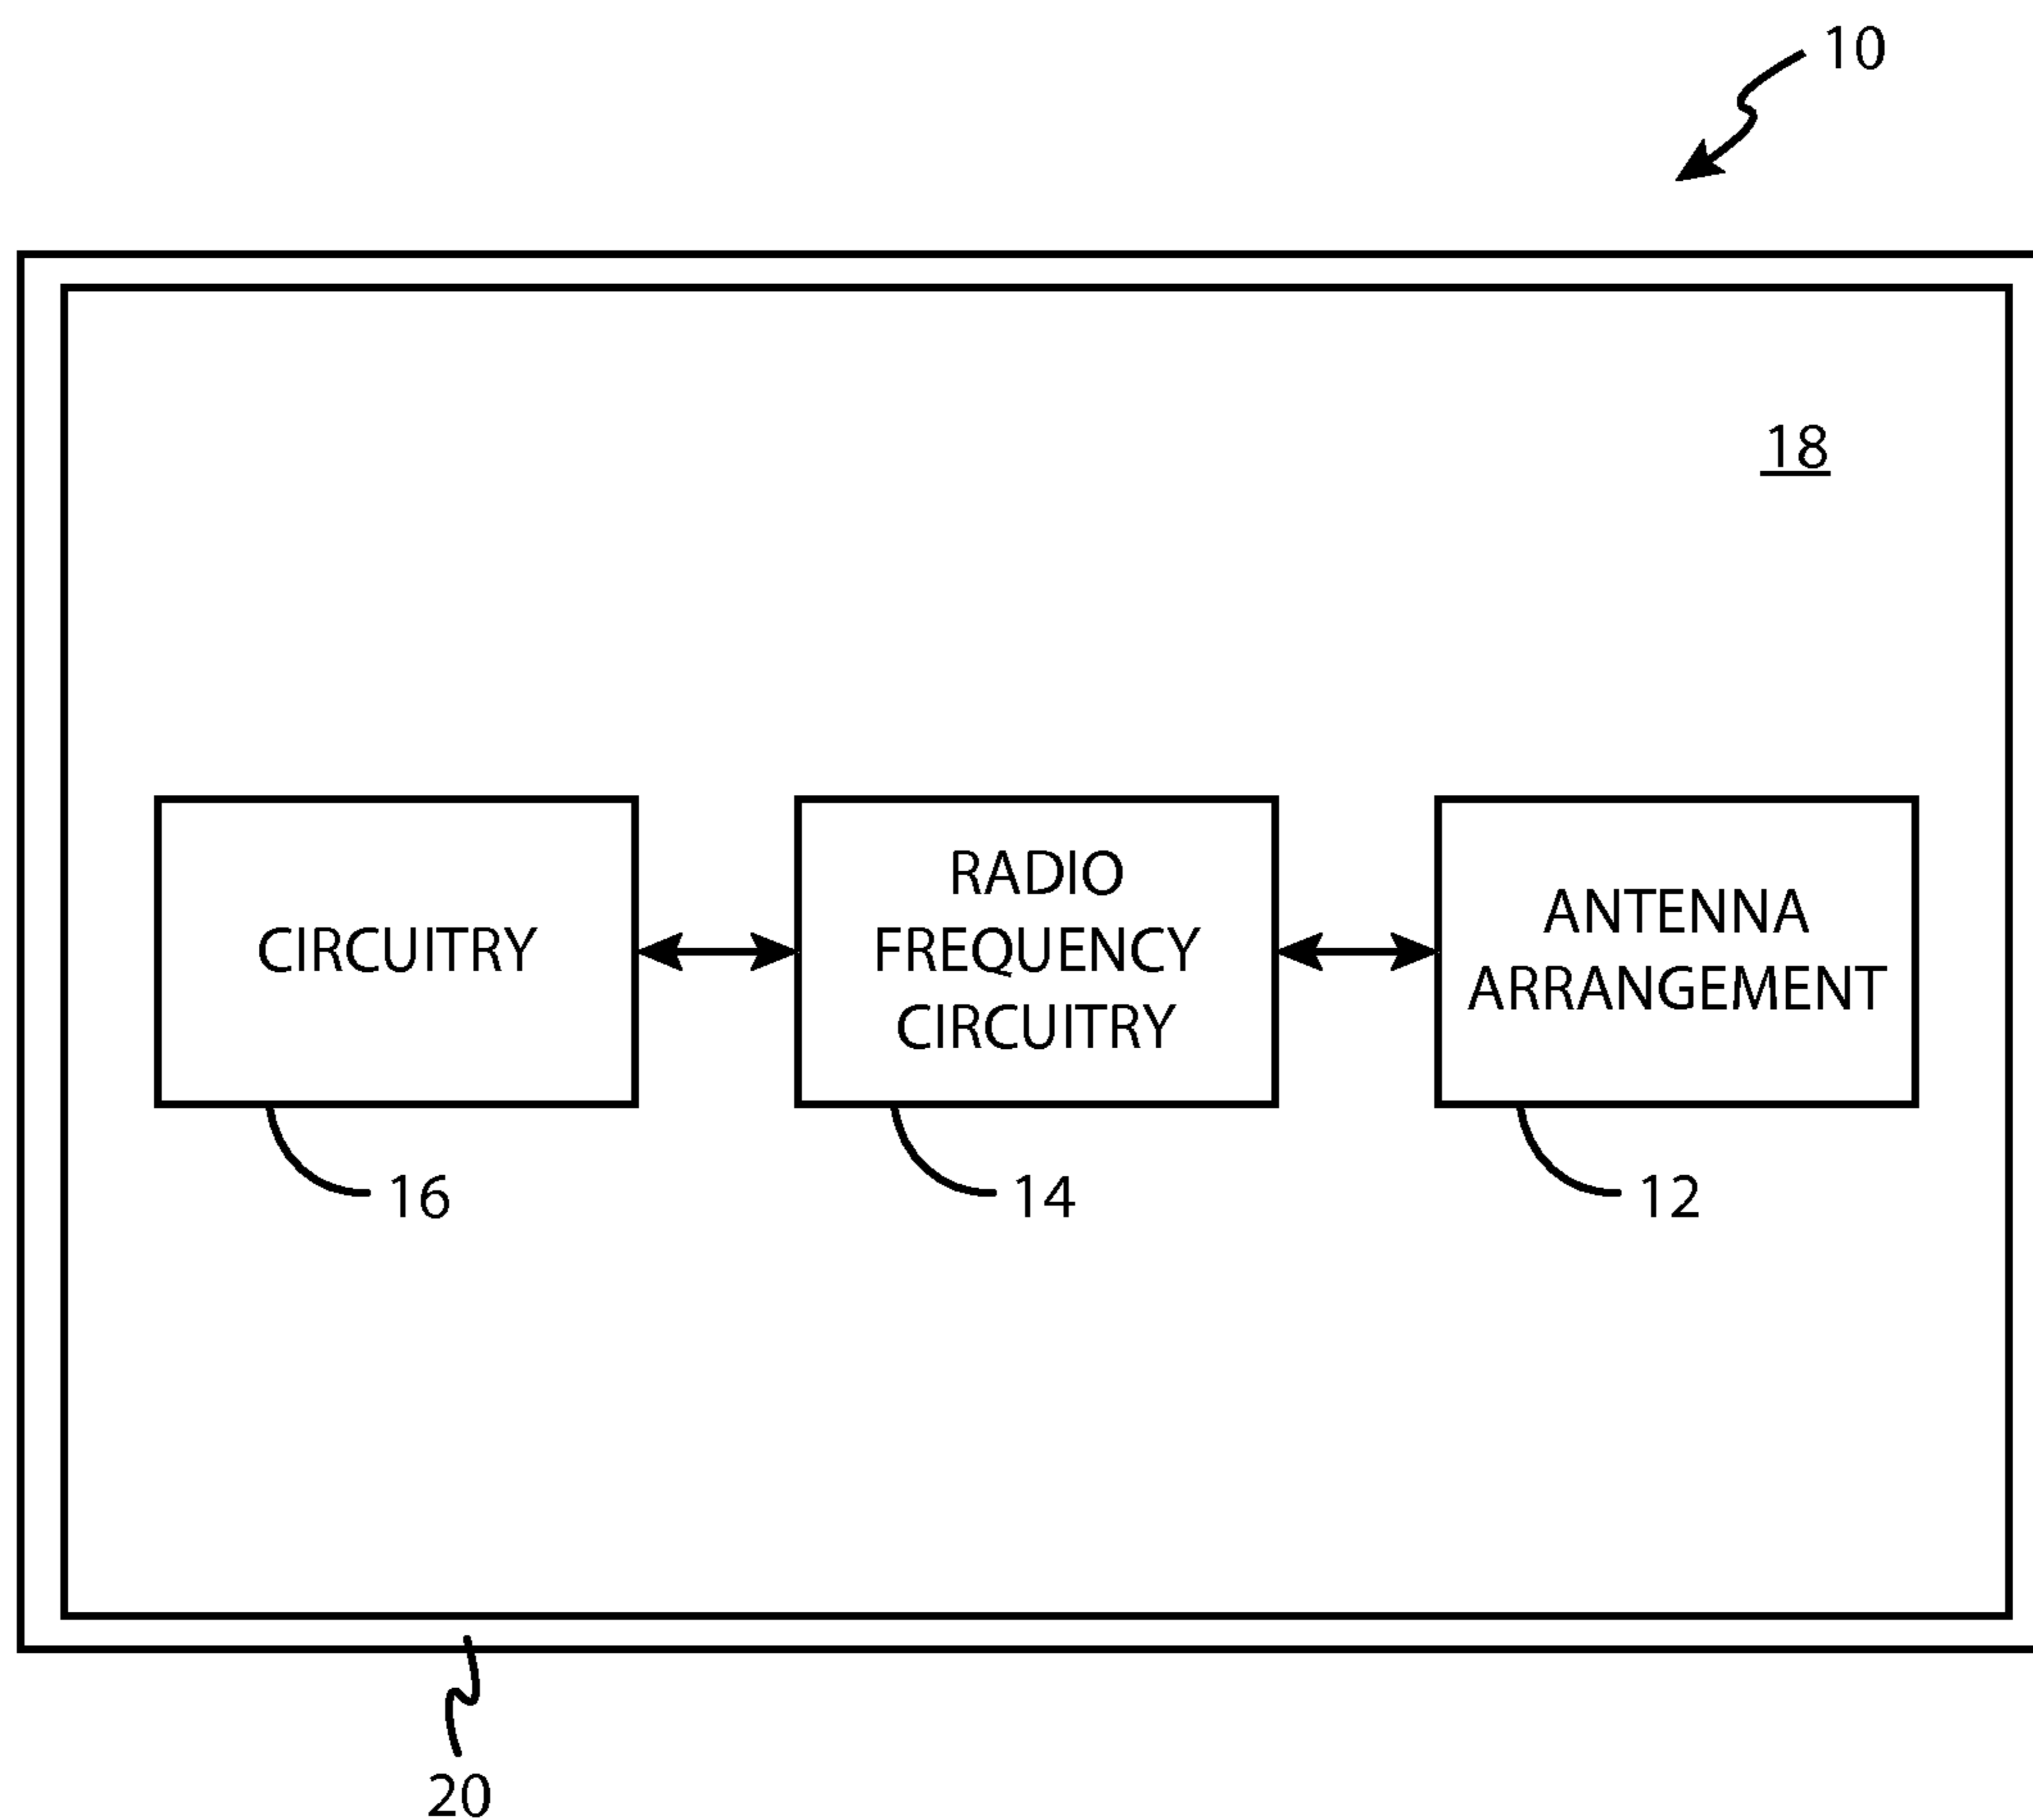 10
18
CIRCUITRY
RADIO
FREQUENCY
CIRCUITRY
ANTENNA
ARRANGEMENT
16
14
12
20